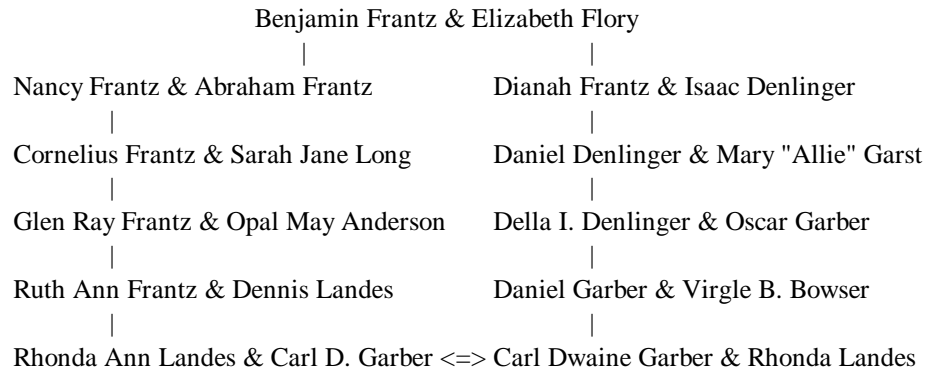 Benjamin Frantz & Elizabeth Flory
| |
Nancy Frantz & Abraham Frantz Dianah Frantz & Isaac Denlinger
| |
Cornelius Frantz & Sarah Jane Long Daniel Denlinger & Mary "Allie" Garst
| |
Glen Ray Frantz & Opal May Anderson Della I. Denlinger & Oscar Garber
| |
Ruth Ann Frantz & Dennis Landes Daniel Garber & Virgle B. Bowser
| |
Rhonda Ann Landes & Carl D. Garber <=> Carl Dwaine Garber & Rhonda Landes